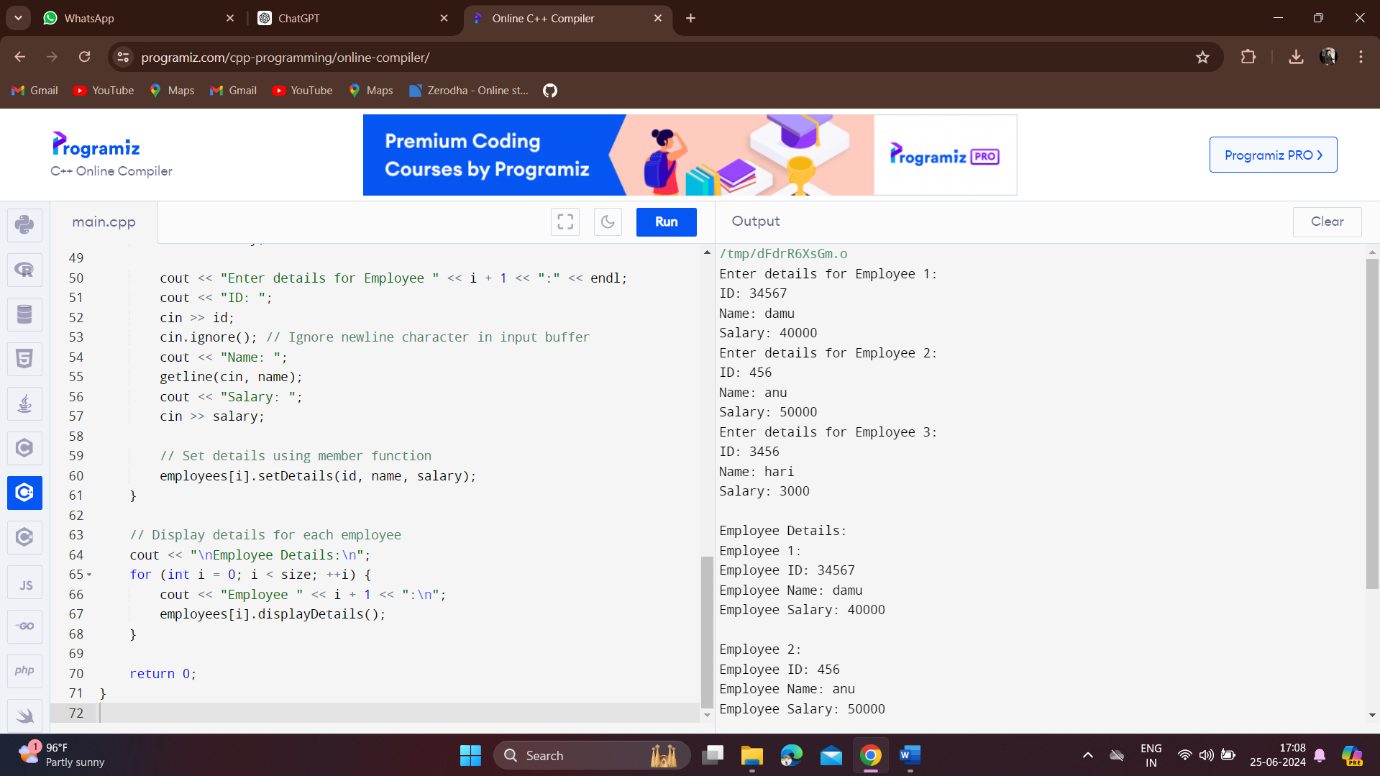 WhatsApp
ChatGPT
Online C++ Compiler
programiz.com/cpp-programming/online-compiler/
Gmail YouTube Maps Gmail YouTube Maps Zerodha - Online st...
Programiz
C++ Online Compiler
Premium Coding
Courses by Programiz
Programiz PRO
Programiz PRO
main.cpp
Run
49
50 cout << "Enter details for Employee " << i + 1 << ":" << endl;
51 cout << "ID: ";
52 cin >> id;
53 cin.ignore(); // Ignore newline character in input buffer
54 cout << "Name: ";
55 getline(cin, name);
56 cout << "Salary: ";
57 cin >> salary;
58
59 // Set details using member function
60 employees[i].setDetails(id, name, salary);
61 }
62
63 // Display details for each employee
64 cout << "\nEmployee Details:\n";
65 for (int i = 0; i < size; ++i) {
66 cout << "Employee " << i + 1 << ":\n";
67 employees[i].displayDetails();
68 }
69
70 return 0;
71 }
72
Output
Clear
/tmp/dFdrR6XsGm.o
Enter details for Employee 1:
ID: 34567
Name: damu
Salary: 40000
Enter details for Employee 2:
ID: 456
Name: anu
Salary: 50000
Enter details for Employee 3:
ID: 3456
Name: hari
Salary: 3000
Employee Details:
Employee 1:
Employee ID: 34567
Employee Name: damu
Employee Salary: 40000
Employee 2:
Employee ID: 456
Employee Name: anu
Employee Salary: 50000
JS
GO
php
1
96°F
Partly sunny
Search
W
ENG
IN
17:08
25-06-2024
PRE